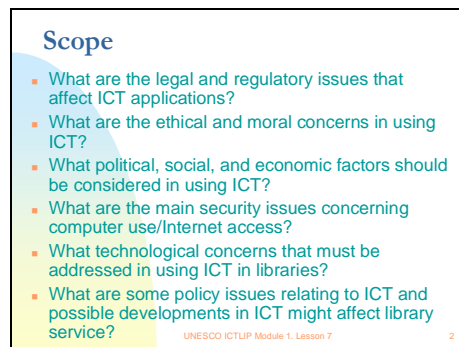 Scope
What are the legal and regulatory issues that
affect ICT applications?
What are the ethical and moral concerns in using
ICT?
What political, social, and economic factors should
be considered in using ICT?
What are the main security issues concerning
computer use/Internet access?
What technological concerns that must be
addressed in using ICT in libraries?
What are some policy issues relating to ICT and
possible developments in ICT might affect library
service?
UNESCO ICTLIP Module 1. Lesson 7
2